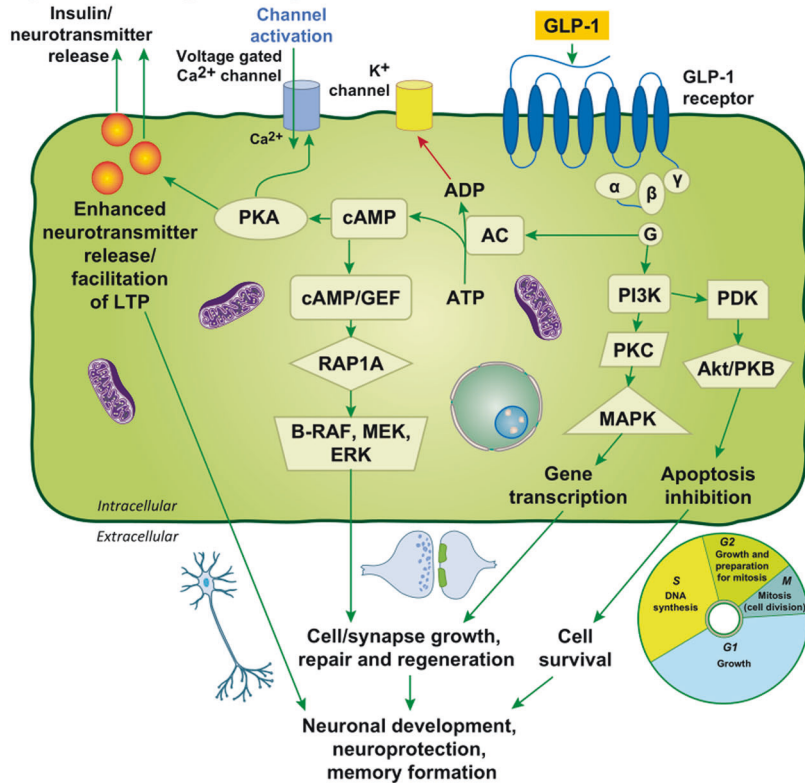 Insulin/
neurotransmitter
release
Channel
activation
Voltage gated
Ca2+ channel
K+
channel
GLP-1
GLP-1
receptor
Ca2+
α
β
γ
G
ADP
AC
ATP
cAMP
PKA
Enhanced
neurotransmitter
release/
facilitation
of LTP
cAMP/GEF
RAP1A
B-RAF, MEK,
ERK
PI3K
PDK
PKC
Akt/PKB
MAPK
Gene
transcription
Apoptosis
inhibition
Intracellular
Extracellular
Cell/synapse growth,
repair and regeneration
Cell
survival
G2
Growth and
preparation
for mitosis
S
DNA
synthesis
M
Mitosis
(cell division)
G1
Growth
Neuronal development,
neuroprotection,
memory formation